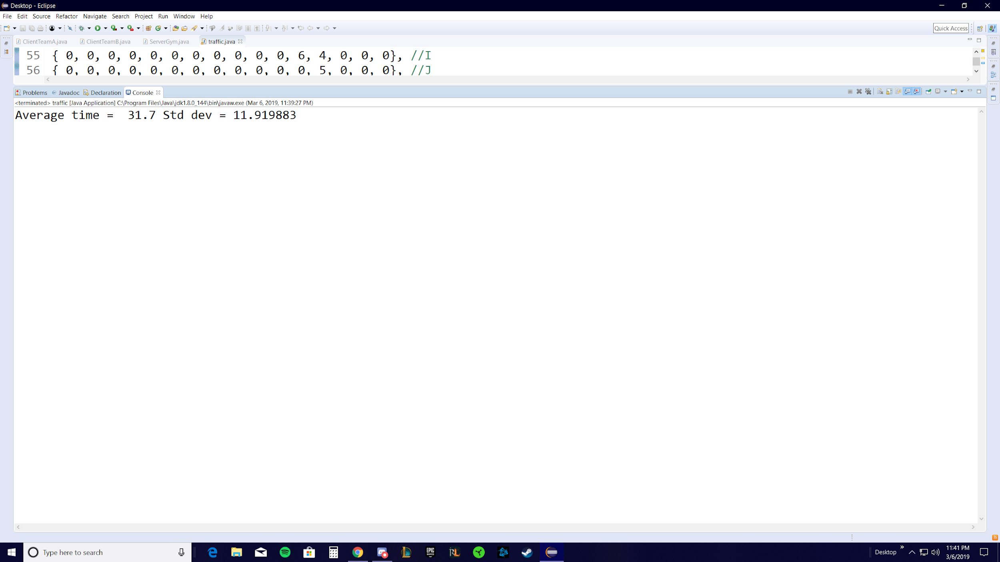 Desktop - Eclipse
File Edit Source Refactor Navigate Search Project Run Window Help
Quick Access
ClientTeamA.java ClientTeamB.java ServerGym.java traffic.java
55 { 0, 0, 0, 0, 0, 0, 0, 0, 0, 0, 0, 6, 4, 0, 0, 0}, //I
56 { 0, 0, 0, 0, 0, 0, 0, 0, 0, 0, 0, 0, 5, 0, 0, 0}, //J
Problems @ Javadoc Declaration Console
<terminated> traffic [Java Application] C:\Program Files\Java\jdk1.8.0_144\bin\javaw.exe (Mar 6, 2019, 11:39:27 PM)
Average time =  31.7 Std dev = 11.919883
Type here to search
EPIC GAMES
RL
Desktop
11:41 PM
3/6/2019